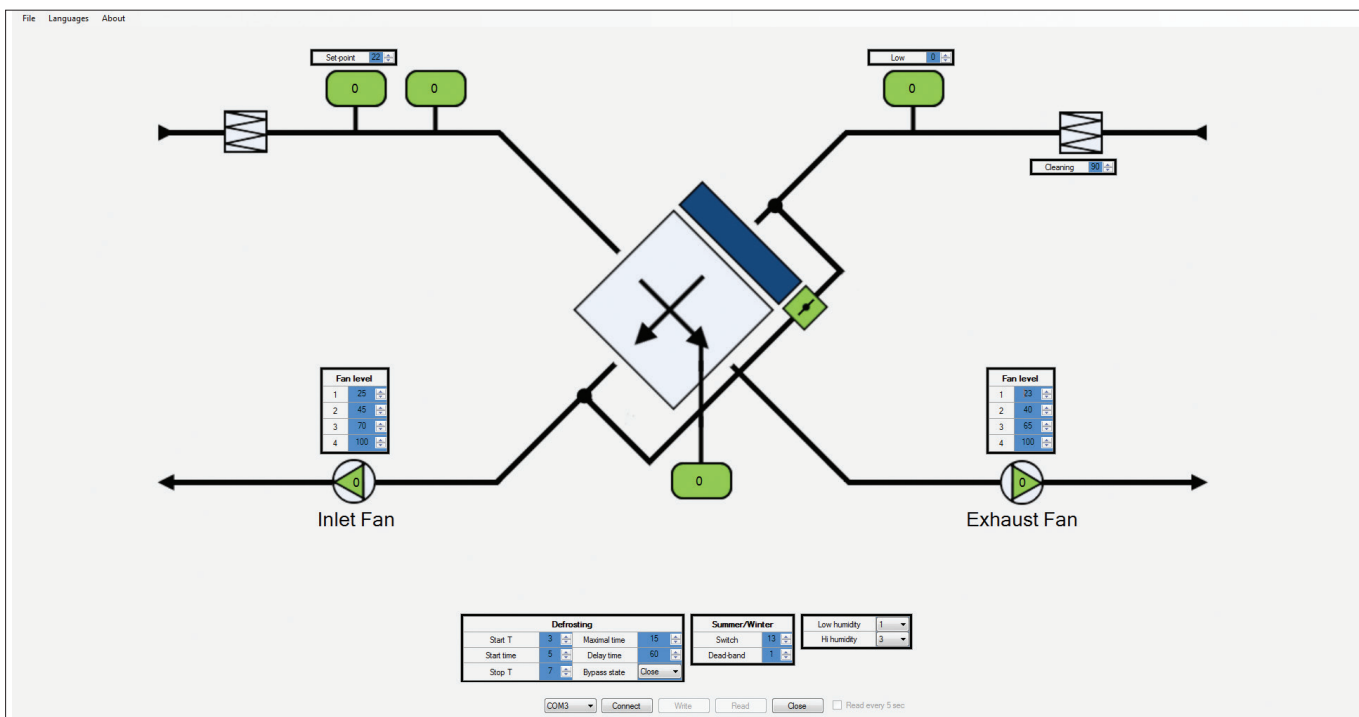 File Languages About
Set-point 22
Low 0
0 0 0
Cleaning 90
Fan level
1 25
2 45
3 70
4 100
Fan level
1 23
2 40
3 65
4 100
0 0 0
Inlet Fan
Exhaust Fan
Defrosting
Start T 3 Maximal time 15
Start time 5 Delay time 60
Stop T 7 Bypass state Close
Summer/Winter
Switch 13
Dead-band 1
Low humidity 1
Hi humidity 3
COM3 Connect Write Read Close Read every 5 sec